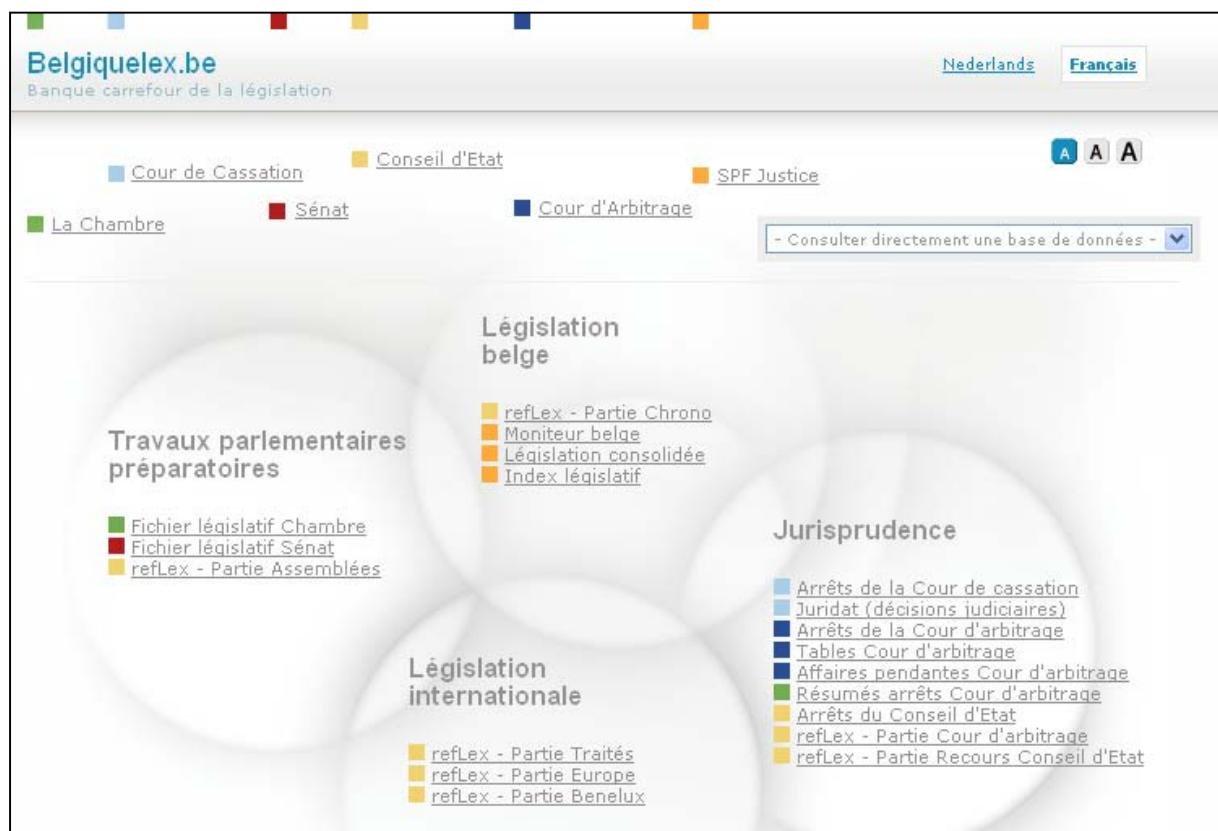 Belgiquelex.be
Banque carrefour de la législation
Nederlands
Français
A A A
Conseil d'Etat
Cour de Cassation
SPF Justice
Sénat
Cour d'Arbitrage
La Chambre
- Consulter directement une base de données -
Législation
belge
refLex - Partie Chrono
Moniteur belge
Législation consolidée
Index législatif
Travaux parlementaires
préparatoires
Fichier législatif Chambre
Fichier législatif Sénat
refLex - Partie Assemblées
Jurisprudence
Arrêts de la Cour de cassation
Juridat (décisions judiciaires)
Arrêts de la Cour d'arbitrage
Tables Cour d'arbitrage
Affaires pendantes Cour d'arbitrage
Résumés arrêts Cour d'arbitrage
Arrêts du Conseil d'Etat
refLex - Partie Cour d'arbitrage
refLex - Partie Recours Conseil d'Etat
Législation
internationale
refLex - Partie Traités
refLex - Partie Europe
refLex - Partie Benelux